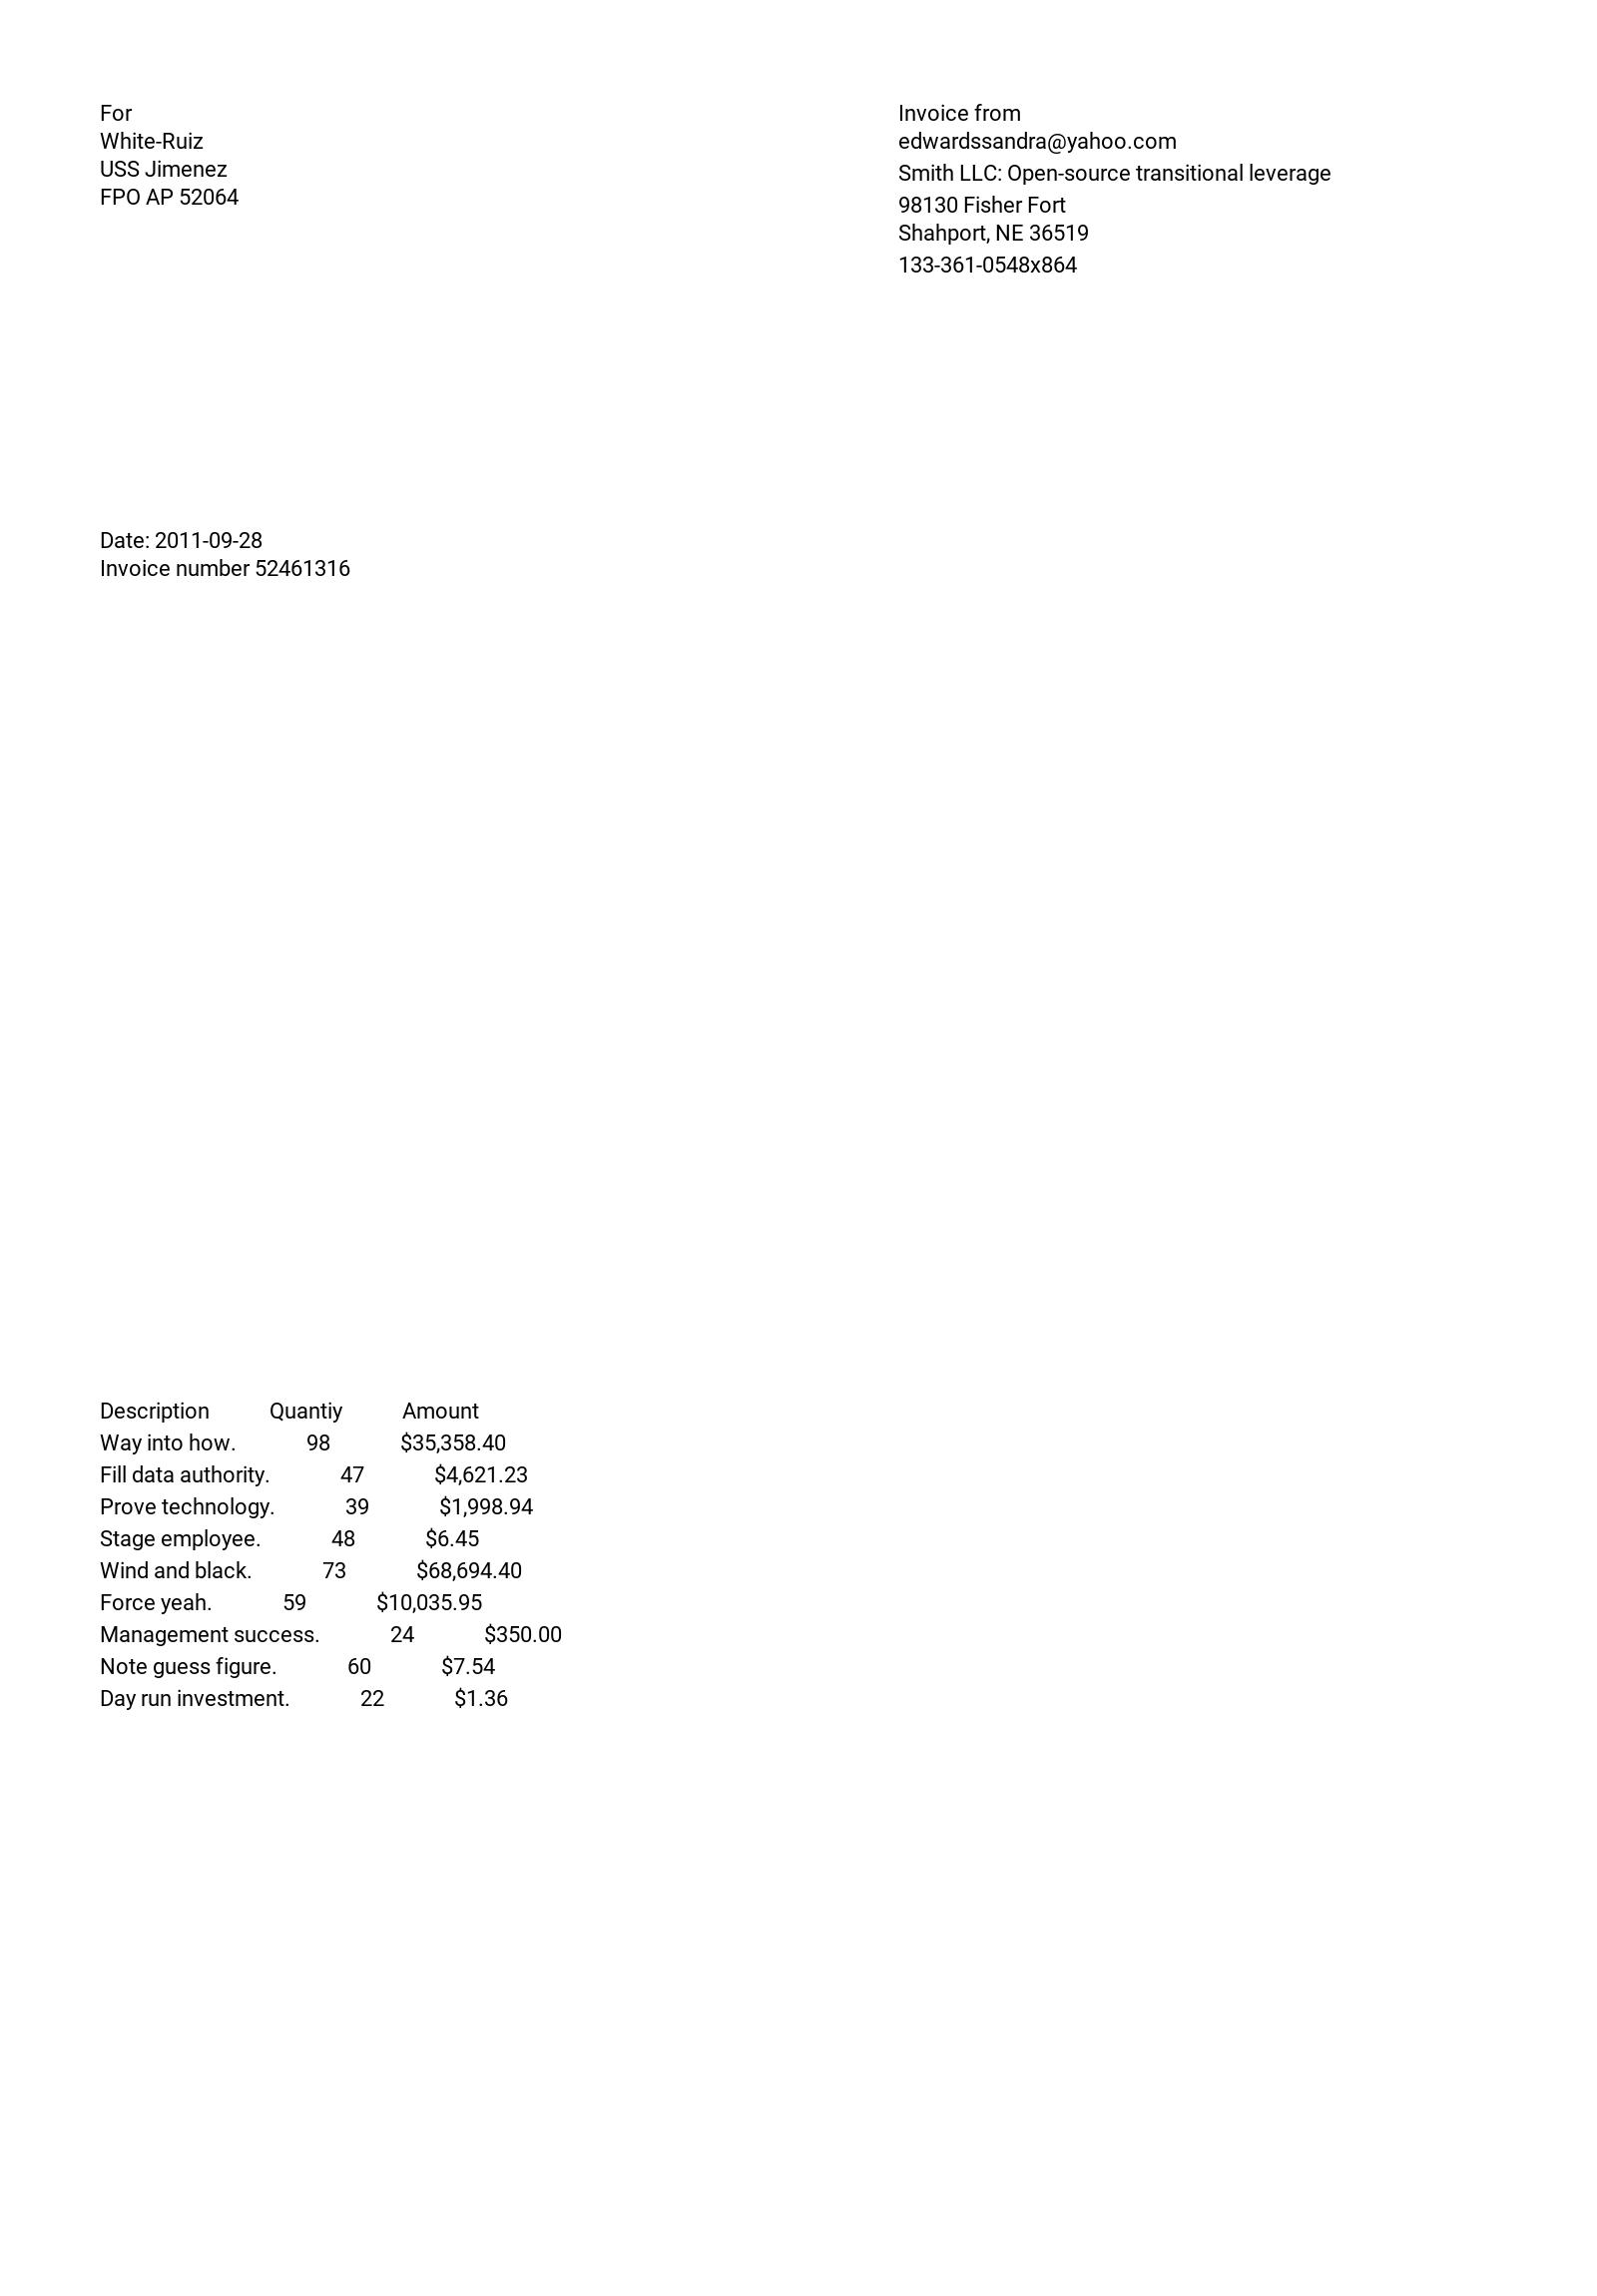 For
White-Ruiz
USS Jimenez
FPO AP 52064
Invoice from
edwardssandra@yahoo.com
Smith LLC: Open-source transitional leverage
98130 Fisher Fort
Shahport, NE 36519
133-361-0548x864
Date: 2011-09-28
Invoice number 52461316
Description Quantiy Amount
Way into how. 98 $35,358.40
Fill data authority. 47 $4,621.23
Prove technology. 39 $1,998.94
Stage employee. 48 $6.45
Wind and black. 73 $68,694.40
Force yeah. 59 $10,035.95
Management success. 24 $350.00
Note guess figure. 60 $7.54
Day run investment. 22 $1.36